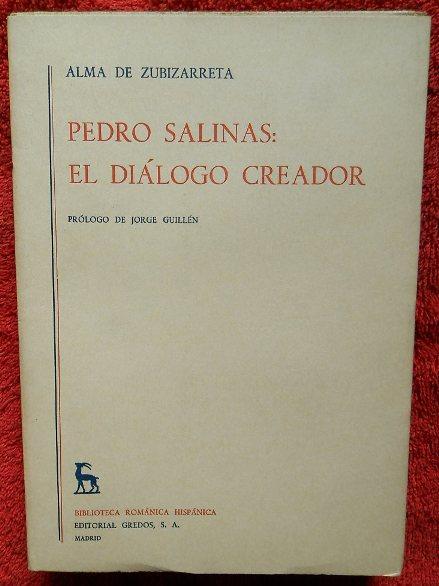 ALMA DE ZUBIZARRETA
PEDRO SALINAS:
EL DIÁLOGO CREADOR
PRÓLOGO DE JORGE GUILLÉN
BIBLIOTECA ROMÁNICA HISPÁNICA
EDITORIAL GREDOS, S. A.
MADRID